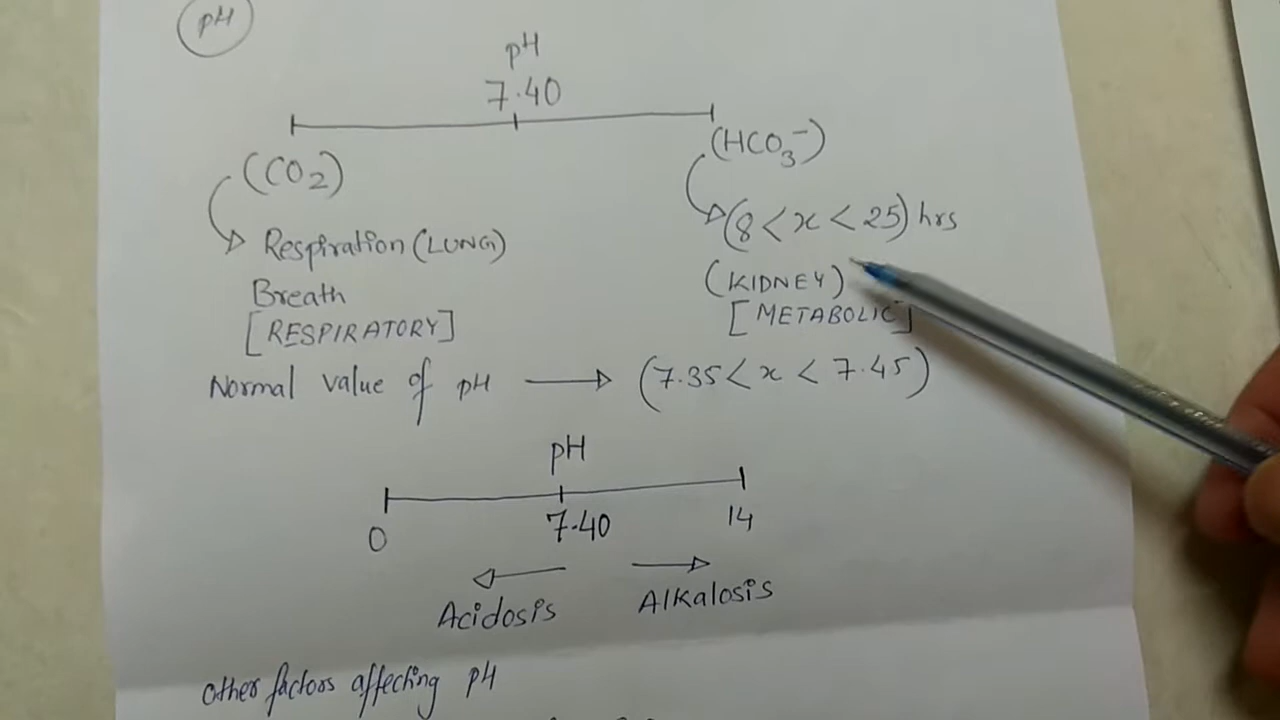 pH
pH
7.40
(CO₂)
(HCO₃⁻)
(8 < x < 25) hrs
Respiration (LUNG)
Breath
(KIDNEY)
[RESPIRATORY]
[METABOLIC]
Normal value of pH → (7.35 < x < 7.45)
pH
0 7.40 14
← →
Acidosis Alkalosis
Other factors affecting pH